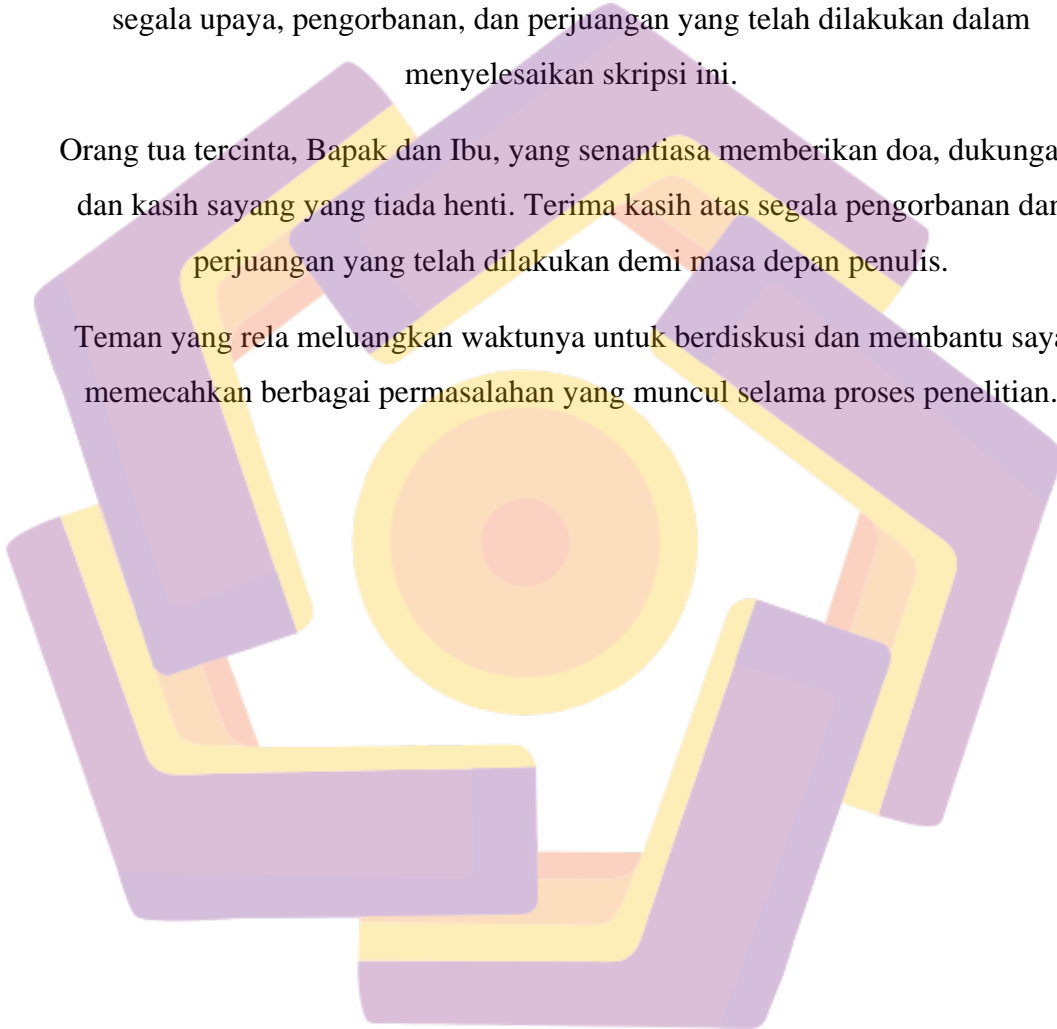 segala upaya, pengorbanan, dan perjuangan yang telah dilakukan dalam
menyelesaikan skripsi ini.
Orang tua tercinta, Bapak dan Ibu, yang senantiasa memberikan doa, dukunga
dan kasih sayang yang tiada henti. Terima kasih atas segala pengorbanan dan
perjuangan yang telah dilakukan demi masa depan penulis.
Teman yang rela meluangkan waktunya untuk berdiskusi dan membantu saya
memecahkan berbagai permasalahan yang muncul selama proses penelitian.